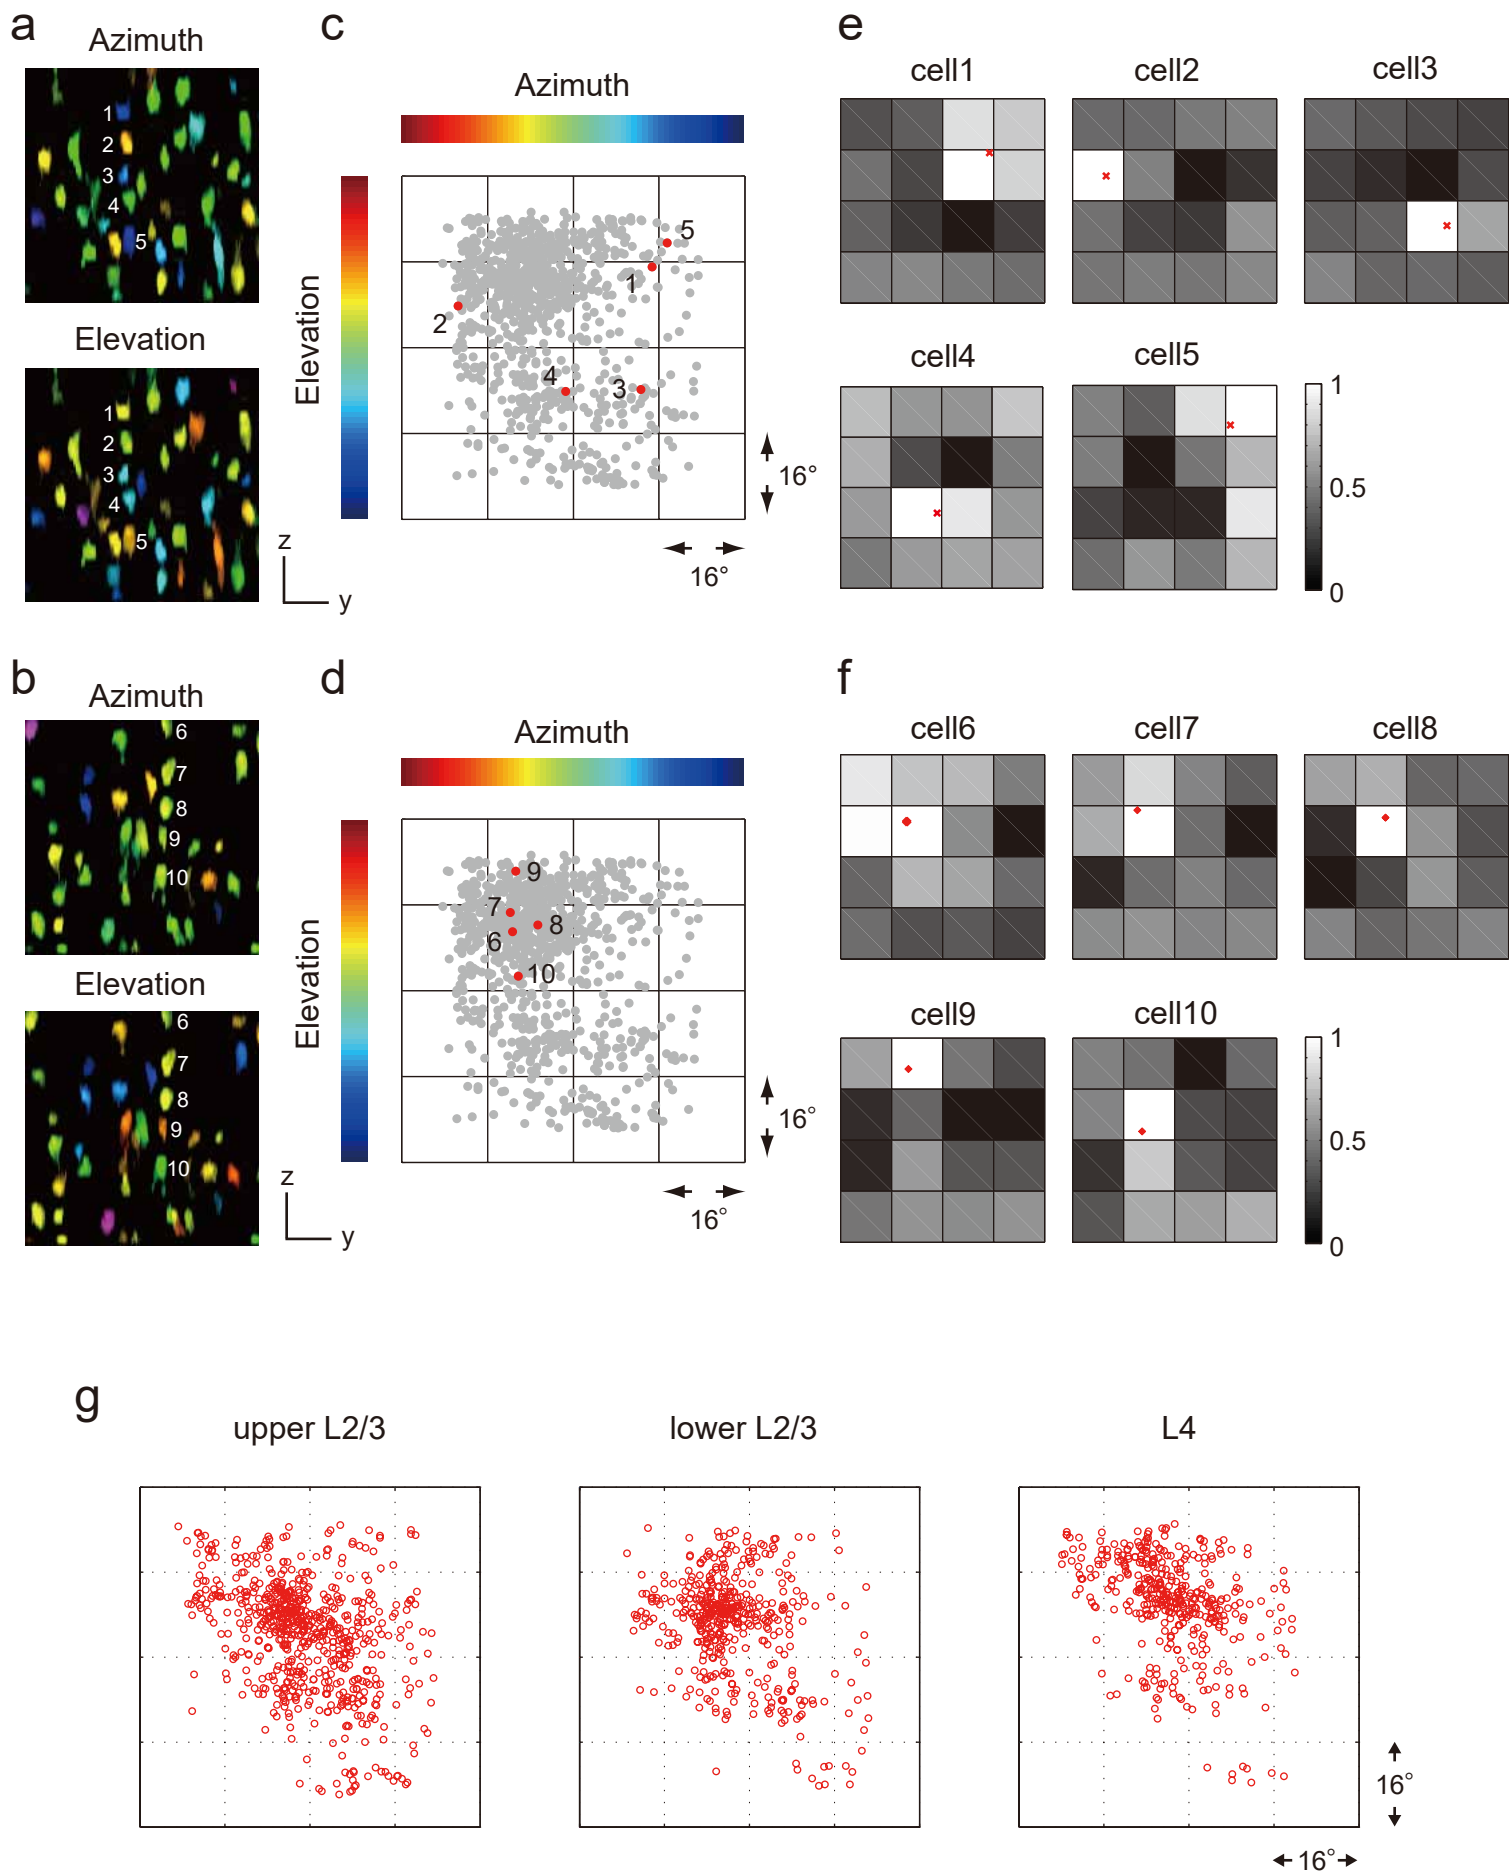 a
Azimuth
1
2
3
4
5
Elevation
1
2
3
4
5
z
y
c
Azimuth
Elevation
5
1
2
4
3
16°
16°
e
cell1
cell2
cell3
cell4
cell5
1
0.5
0
b
Azimuth
6
7
8
9
10
Elevation
6
7
8
9
10
z
y
d
Azimuth
Elevation
9
7
8
6
10
16°
16°
f
cell6
cell7
cell8
cell9
cell10
1
0.5
0
g
upper L2/3
lower L2/3
L4
16°
16°